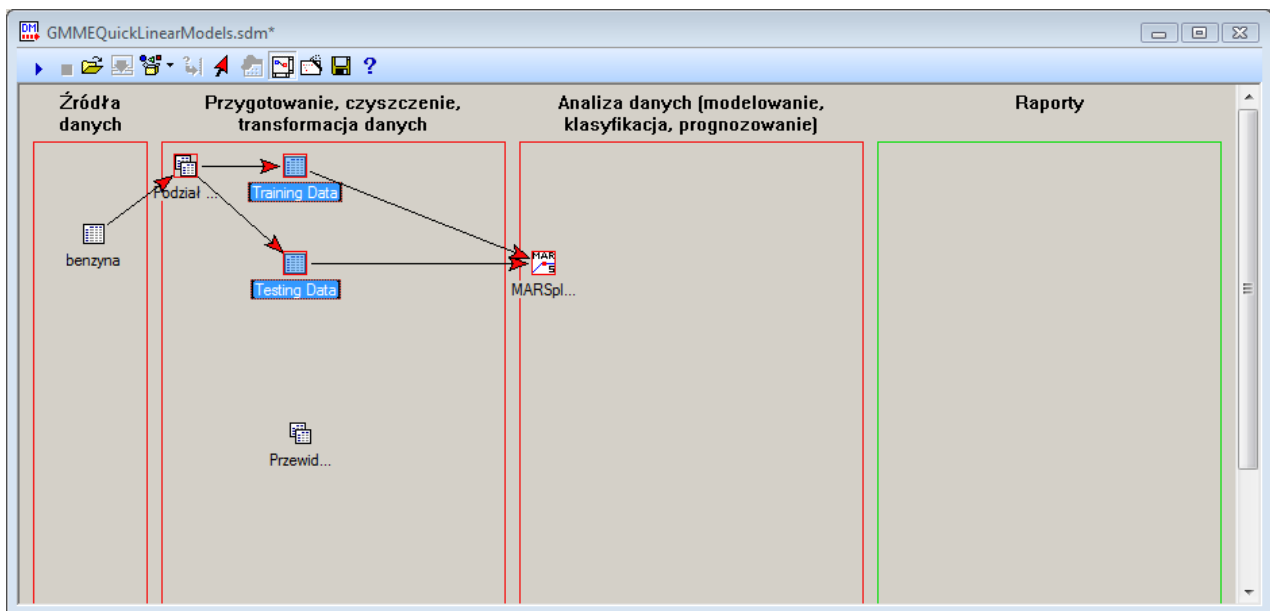 GMMEQuickLinearModels.sdm*
Źródła danych
Przygotowanie, czyszczenie,
transformacja danych
Analiza danych (modelowanie,
klasyfikacja, prognozowanie)
Raporty
Podział ...
Training Data
benzyna
Testing Data
MAR
S
MARSpl...
Przewid...